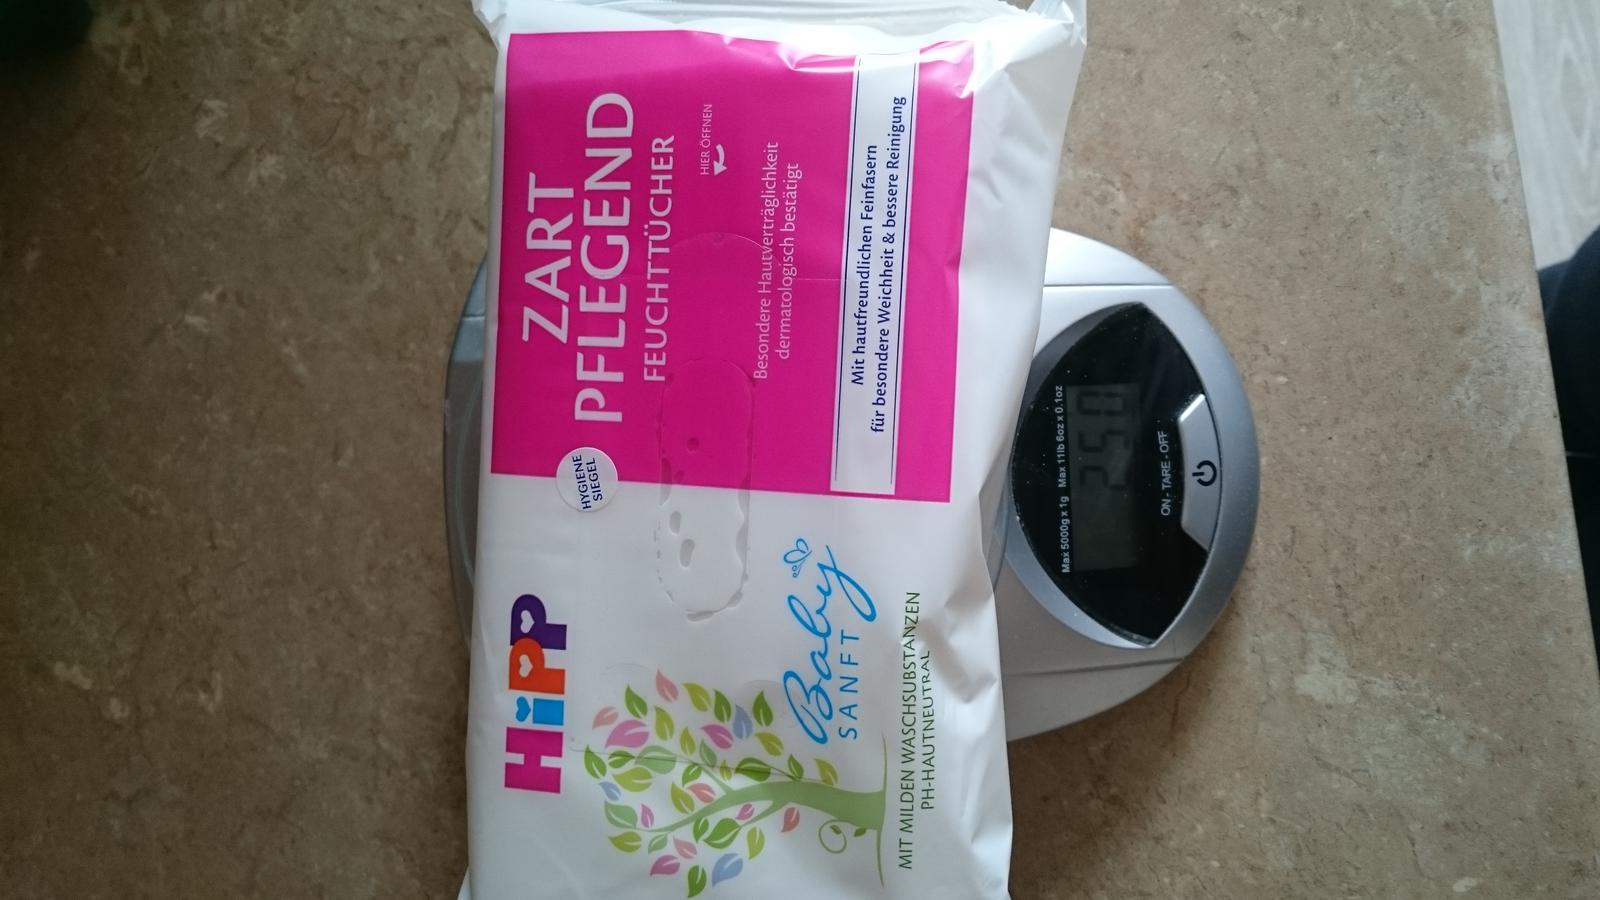 HiPP
Baby
SANFT
MIT MILDEN WASCHSUBSTANZEN
PH-HAUTNEUTRAL
HYGIENE
SIEGEL
ZART
PFLEGEND
FEUCHTTÜCHER
HIER ÖFFNEN
Besondere Hautverträglichkeit
dermatologisch bestätigt
Mit hautfreundlichen Feinfasern
für besondere Weichheit & bessere Reinigung
Max 5000g x 1g Max 11lb 6oz x 0.1oz
250
ON - TARE - OFF